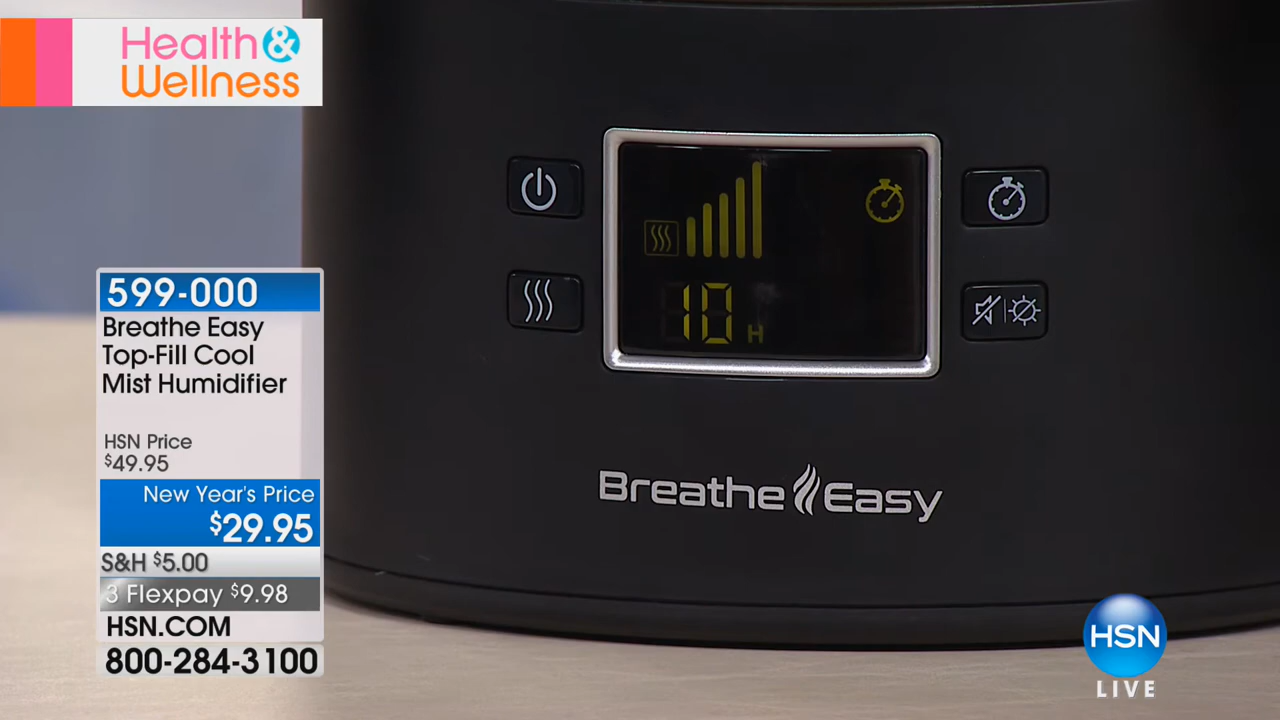 Health &
Wellness
599-000
Breathe Easy
Top-Fill Cool
Mist Humidifier
HSN Price
$49.95
New Year's Price
$29.95
S&H $5.00
3 Flexpay $9.98
HSN.COM
800-284-3100
10 H
Breathe Easy
HSN
LIVE